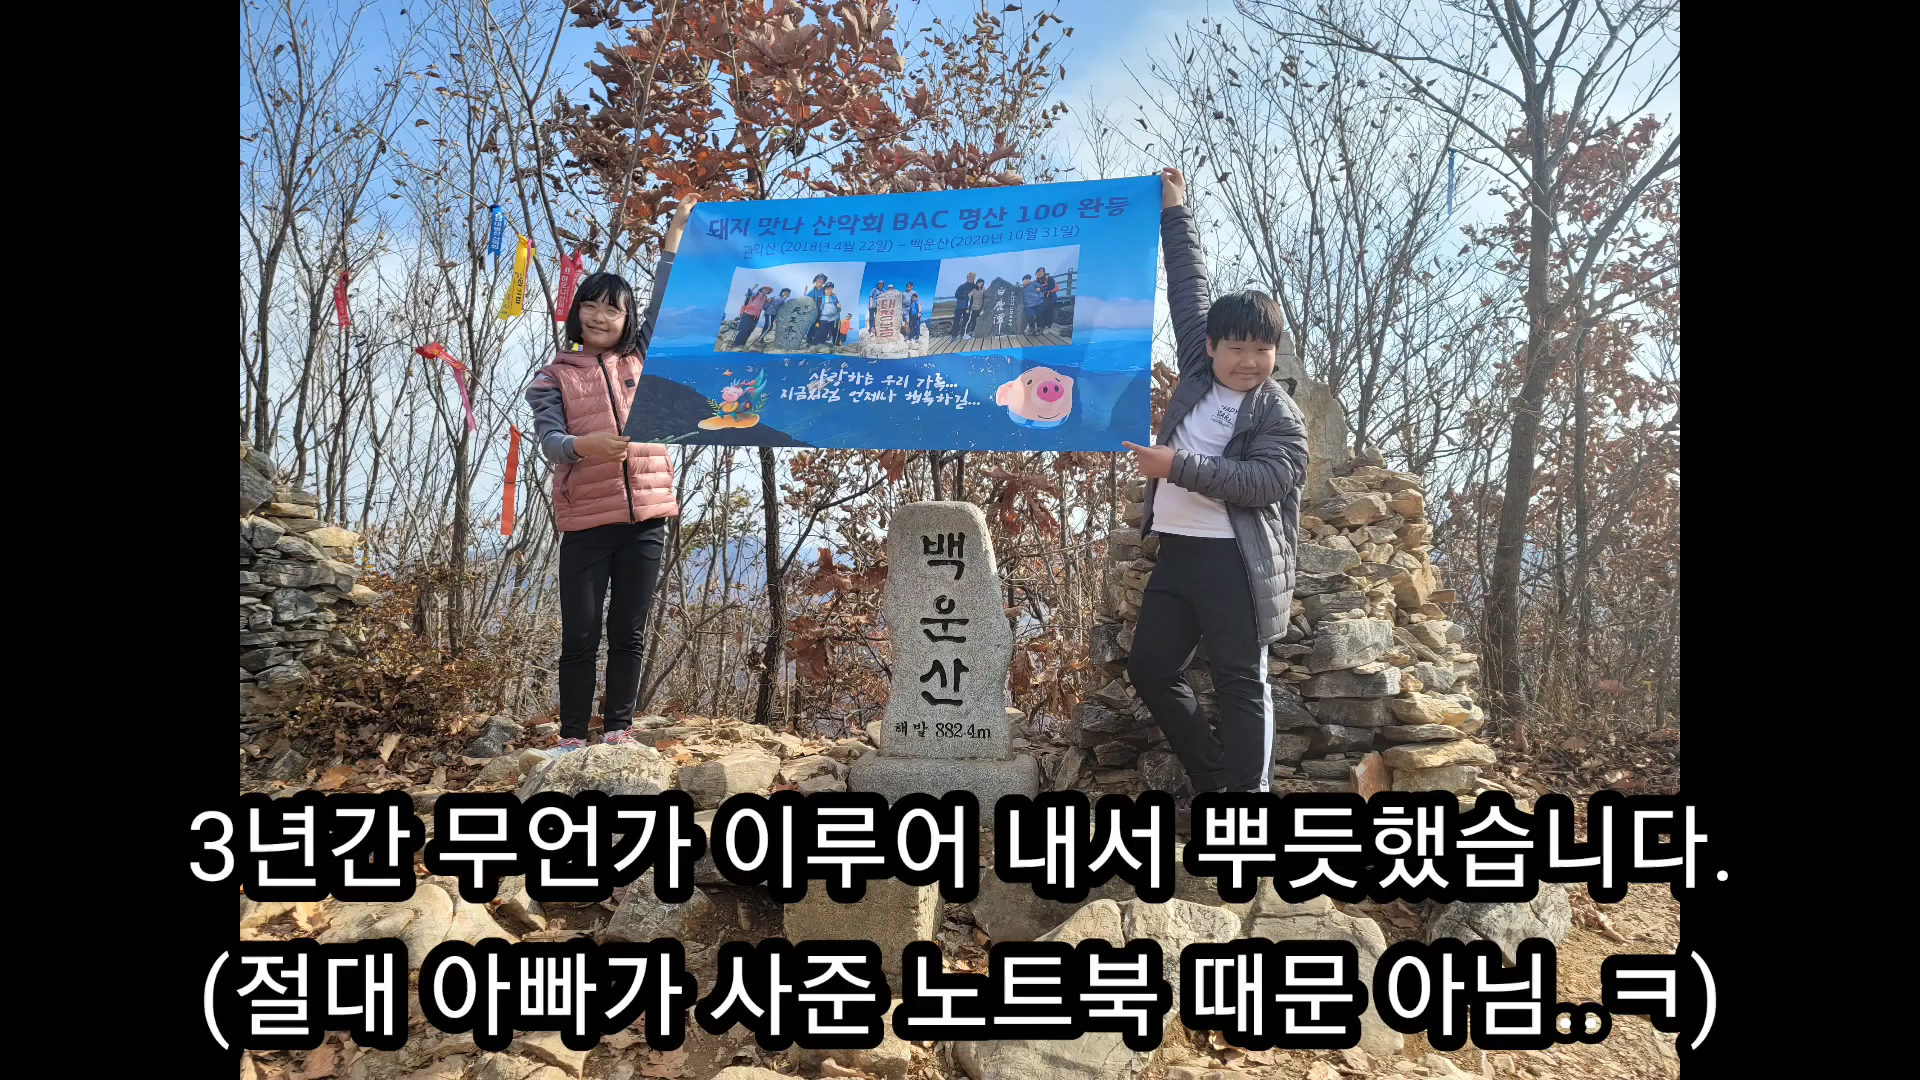 돼지 맛나 산악회 BAC 명산 100 완등
관악산 (2018년 4월 22일) ~ 백운산(2020년 10월 31일)
사랑하는 우리 가족...
지금처럼 언제나 행복하길...
백운산
해발 882.4m
3년간 무언가 이루어 내서 뿌듯했습니다.
(절대 아빠가 사준 노트북 때문 아님..ㅋ)